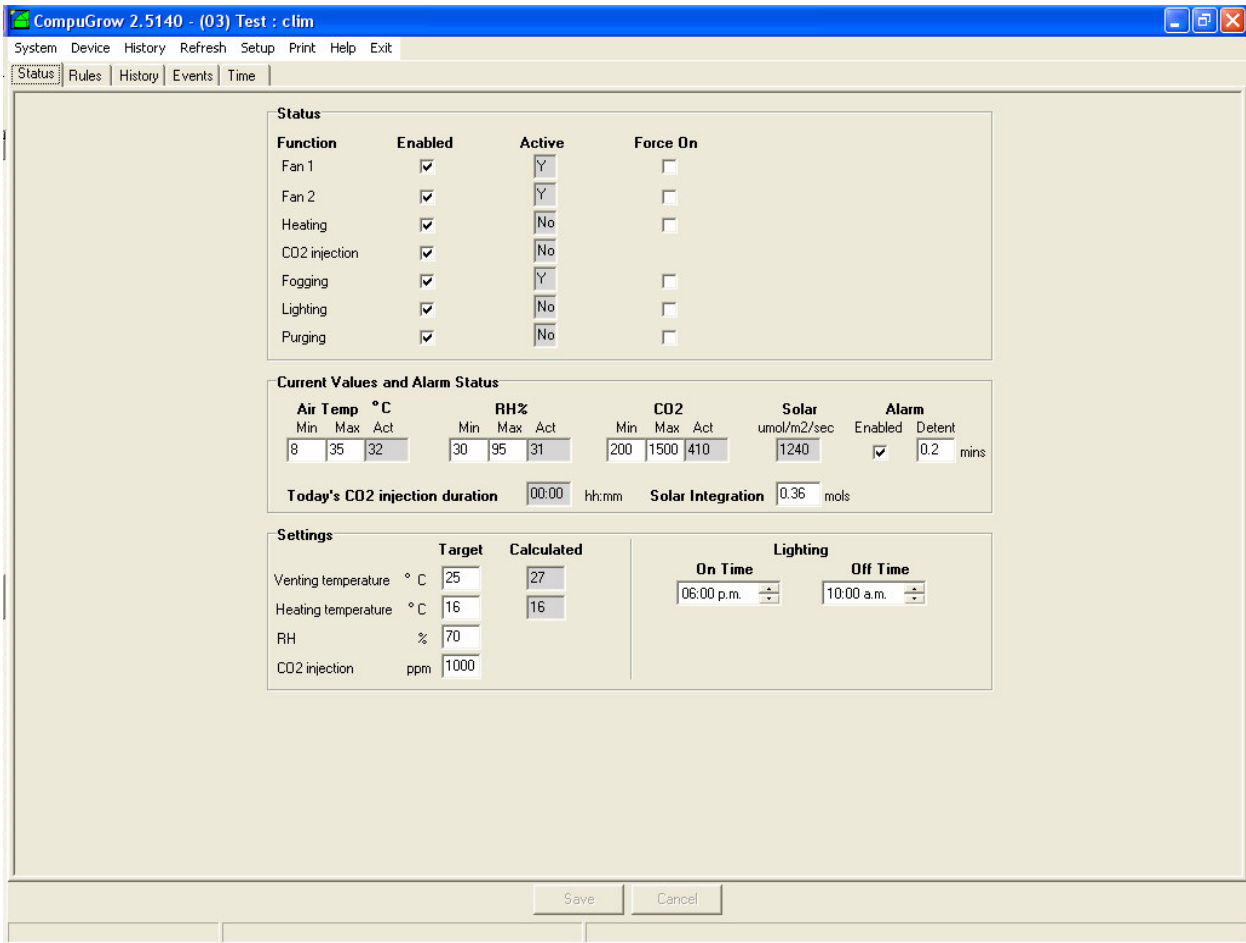 CompuGrow 2.5140 - (03) Test : clim
System Device History Refresh Setup Print Help Exit
Status Rules History Events Time
Status
Function Enabled Active Force On
Fan 1 Y
Fan 2 Y
Heating No
CO2 injection No
Fogging Y
Lighting No
Purging No
Current Values and Alarm Status
Air Temp °C RH% CO2 Solar Alarm
Min Max Act Min Max Act Min Max Act umol/m2/sec Enabled Detent
8 35 32 30 95 31 200 1500 410 1240 0.2 mins
Today's CO2 injection duration 00:00 hh:mm Solar Integration 0.36 mols
Settings
Target Calculated Lighting
On Time Off Time
Venting temperature ° C 25 27
06:00 p.m. 10:00 a.m.
Heating temperature ° C 16 16
RH % 70
CO2 injection ppm 1000
Save Cancel